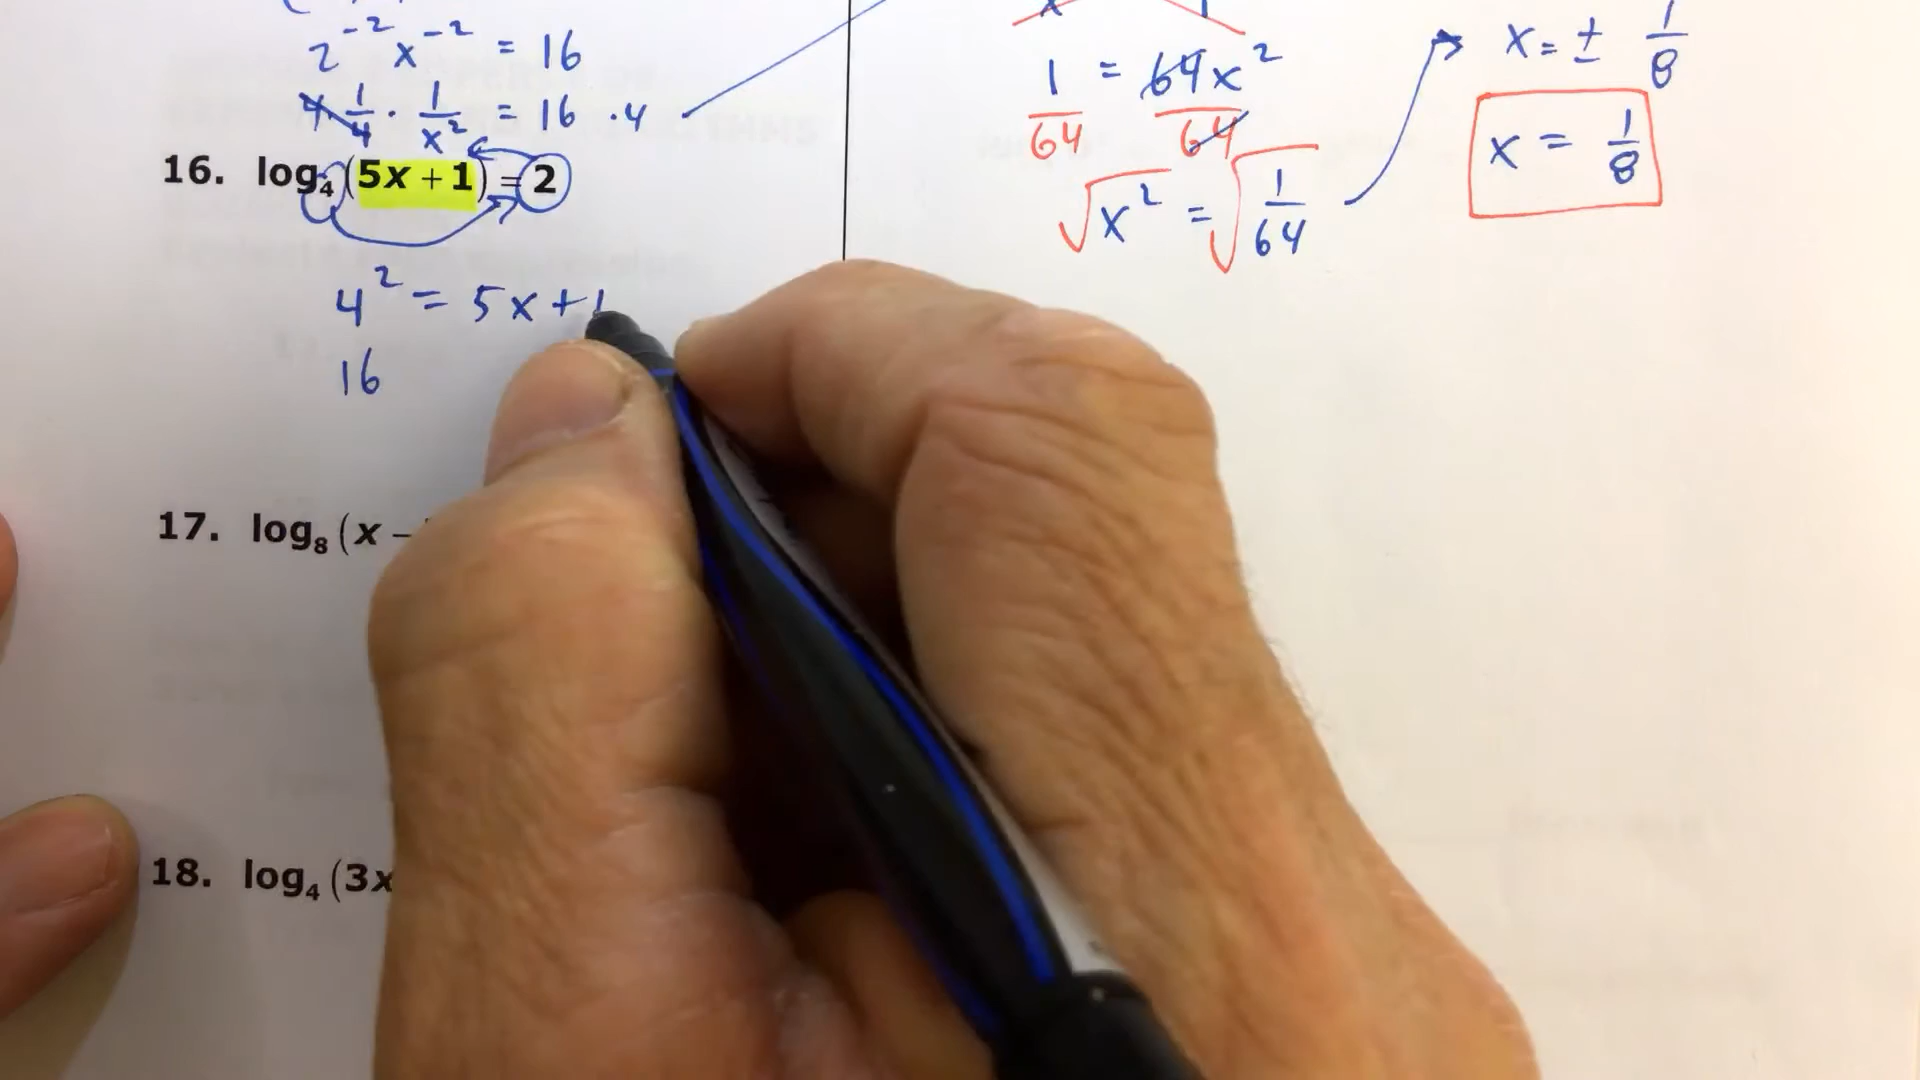 2⁻² x⁻² = 16
4 · 1/4 · 1/x² = 16 · 4
16. log₄(5x + 1) = 2
4² = 5x + 1
16
17. log₈(x –
18. log₄(3x
1 = 64x²
64 64
√x² = √1/64
x = ± 1/8
x = 1/8